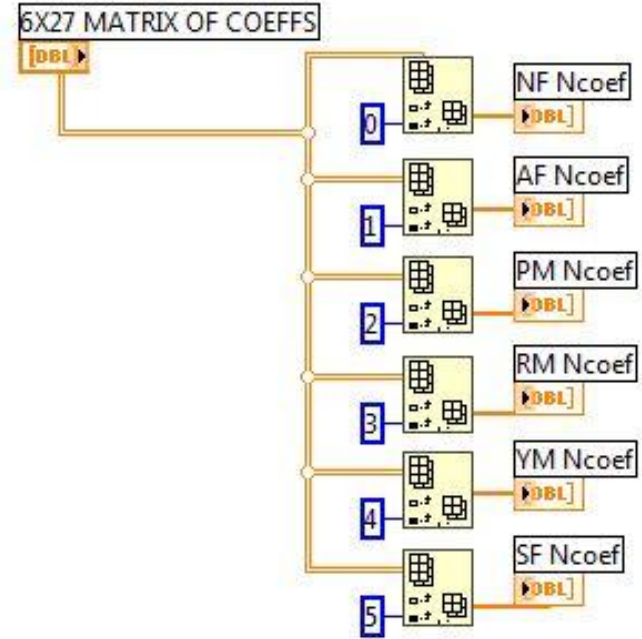 6X27 MATRIX OF COEFFS
[DBL]
NF Ncoef
0
[DBL]
AF Ncoef
1
[DBL]
PM Ncoef
2
[DBL]
RM Ncoef
3
[DBL]
YM Ncoef
4
[DBL]
SF Ncoef
5
[DBL]